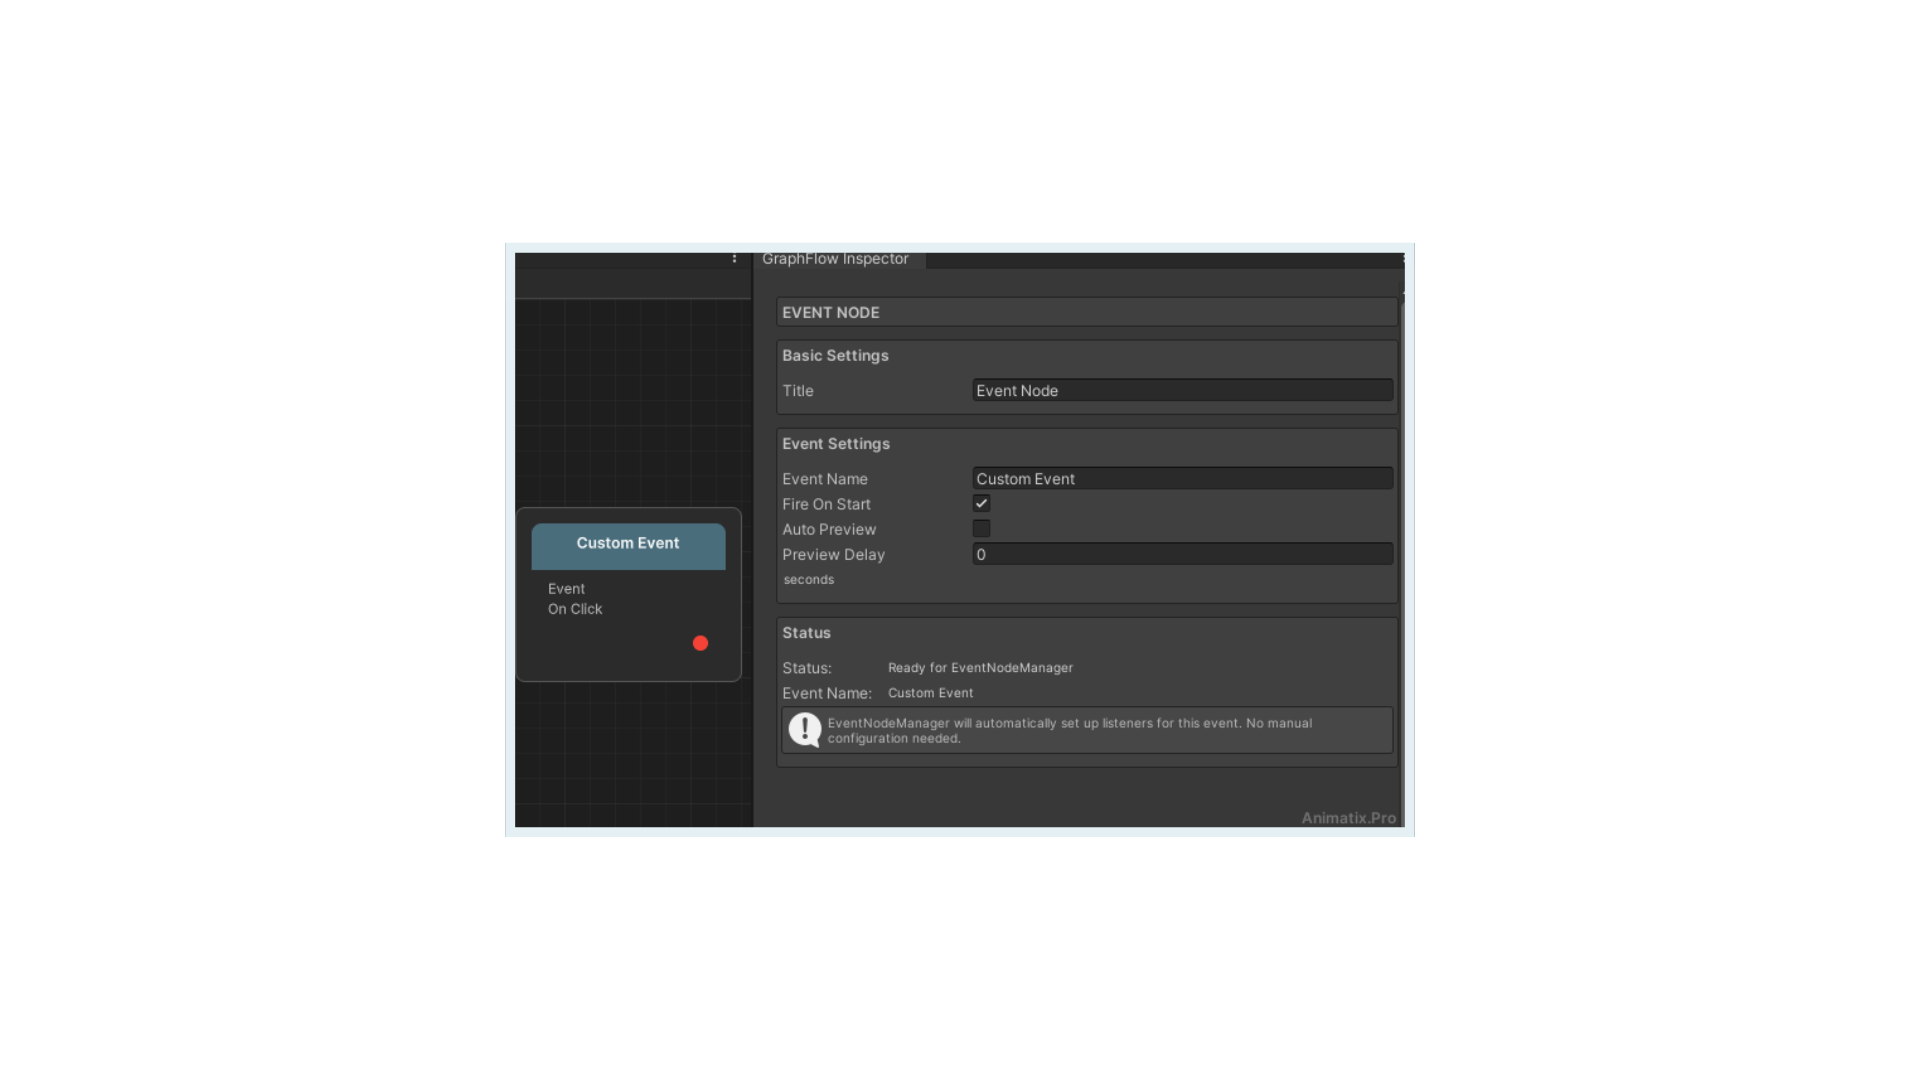 GraphFlow Inspector
EVENT NODE
Basic Settings
Title Event Node
Event Settings
Event Name Custom Event
Fire On Start
Auto Preview
Preview Delay 0
seconds
Custom Event
Event
On Click
Status
Status: Ready for EventNodeManager
Event Name: Custom Event
EventNodeManager will automatically set up listeners for this event. No manual
configuration needed.
Animatix.Pro